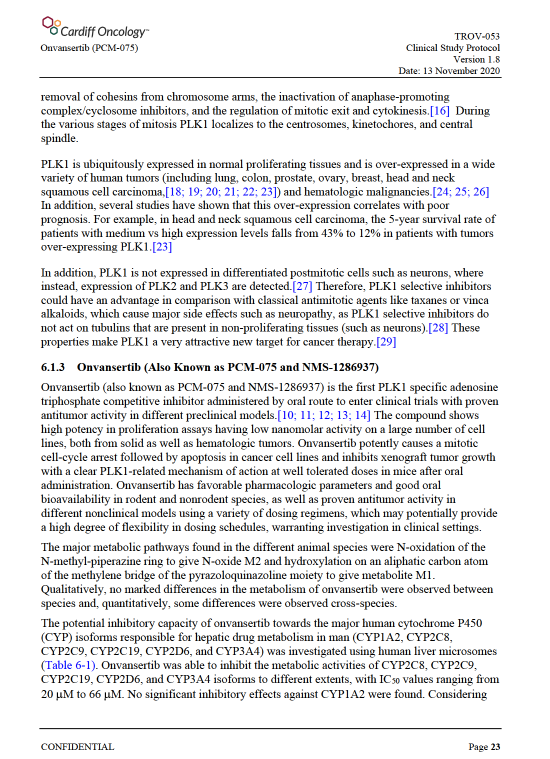 Cardiff Oncology™
TROV-053
Onvansertib (PCM-075)
Clinical Study Protocol
Version 1.8
Date: 13 November 2020
removal of cohesins from chromosome arms, the inactivation of anaphase-promoting
complex/cyclosome inhibitors, and the regulation of mitotic exit and cytokinesis.[16] During
the various stages of mitosis PLK1 localizes to the centrosomes, kinetochores, and central
spindle.
PLK1 is ubiquitously expressed in normal proliferating tissues and is over-expressed in a wide
variety of human tumors (including lung, colon, prostate, ovary, breast, head and neck
squamous cell carcinoma,[18; 19; 20; 21; 22; 23]) and hematologic malignancies.[24; 25; 26]
In addition, several studies have shown that this over-expression correlates with poor
prognosis. For example, in head and neck squamous cell carcinoma, the 5-year survival rate of
patients with medium vs high expression levels falls from 43% to 12% in patients with tumors
over-expressing PLK1.[23]
In addition, PLK1 is not expressed in differentiated postmitotic cells such as neurons, where
instead, expression of PLK2 and PLK3 are detected.[27] Therefore, PLK1 selective inhibitors
could have an advantage in comparison with classical antimitotic agents like taxanes or vinca
alkaloids, which cause major side effects such as neuropathy, as PLK1 selective inhibitors do
not act on tubulins that are present in non-proliferating tissues (such as neurons).[28] These
properties make PLK1 a very attractive new target for cancer therapy.[29]
6.1.3 Onvansertib (Also Known as PCM-075 and NMS-1286937)
Onvansertib (also known as PCM-075 and NMS-1286937) is the first PLK1 specific adenosine
triphosphate competitive inhibitor administered by oral route to enter clinical trials with proven
antitumor activity in different preclinical models.[10; 11; 12; 13; 14] The compound shows
high potency in proliferation assays having low nanomolar activity on a large number of cell
lines, both from solid as well as hematologic tumors. Onvansertib potently causes a mitotic
cell-cycle arrest followed by apoptosis in cancer cell lines and inhibits xenograft tumor growth
with a clear PLK1-related mechanism of action at well tolerated doses in mice after oral
administration. Onvansertib has favorable pharmacologic parameters and good oral
bioavailability in rodent and nonrodent species, as well as proven antitumor activity in
different nonclinical models using a variety of dosing regimens, which may potentially provide
a high degree of flexibility in dosing schedules, warranting investigation in clinical settings.
The major metabolic pathways found in the different animal species were N-oxidation of the
N-methyl-piperazine ring to give N-oxide M2 and hydroxylation on an aliphatic carbon atom
of the methylene bridge of the pyrazoloquinazoline moiety to give metabolite M1.
Qualitatively, no marked differences in the metabolism of onvansertib were observed between
species and, quantitatively, some differences were observed cross-species.
The potential inhibitory capacity of onvansertib towards the major human cytochrome P450
(CYP) isoforms responsible for hepatic drug metabolism in man (CYP1A2, CYP2C8,
CYP2C9, CYP2C19, CYP2D6, and CYP3A4) was investigated using human liver microsomes
(Table 6-1). Onvansertib was able to inhibit the metabolic activities of CYP2C8, CYP2C9,
CYP2C19, CYP2D6, and CYP3A4 isoforms to different extents, with IC50 values ranging from
20 µM to 66 µM. No significant inhibitory effects against CYP1A2 were found. Considering
CONFIDENTIAL
Page 23